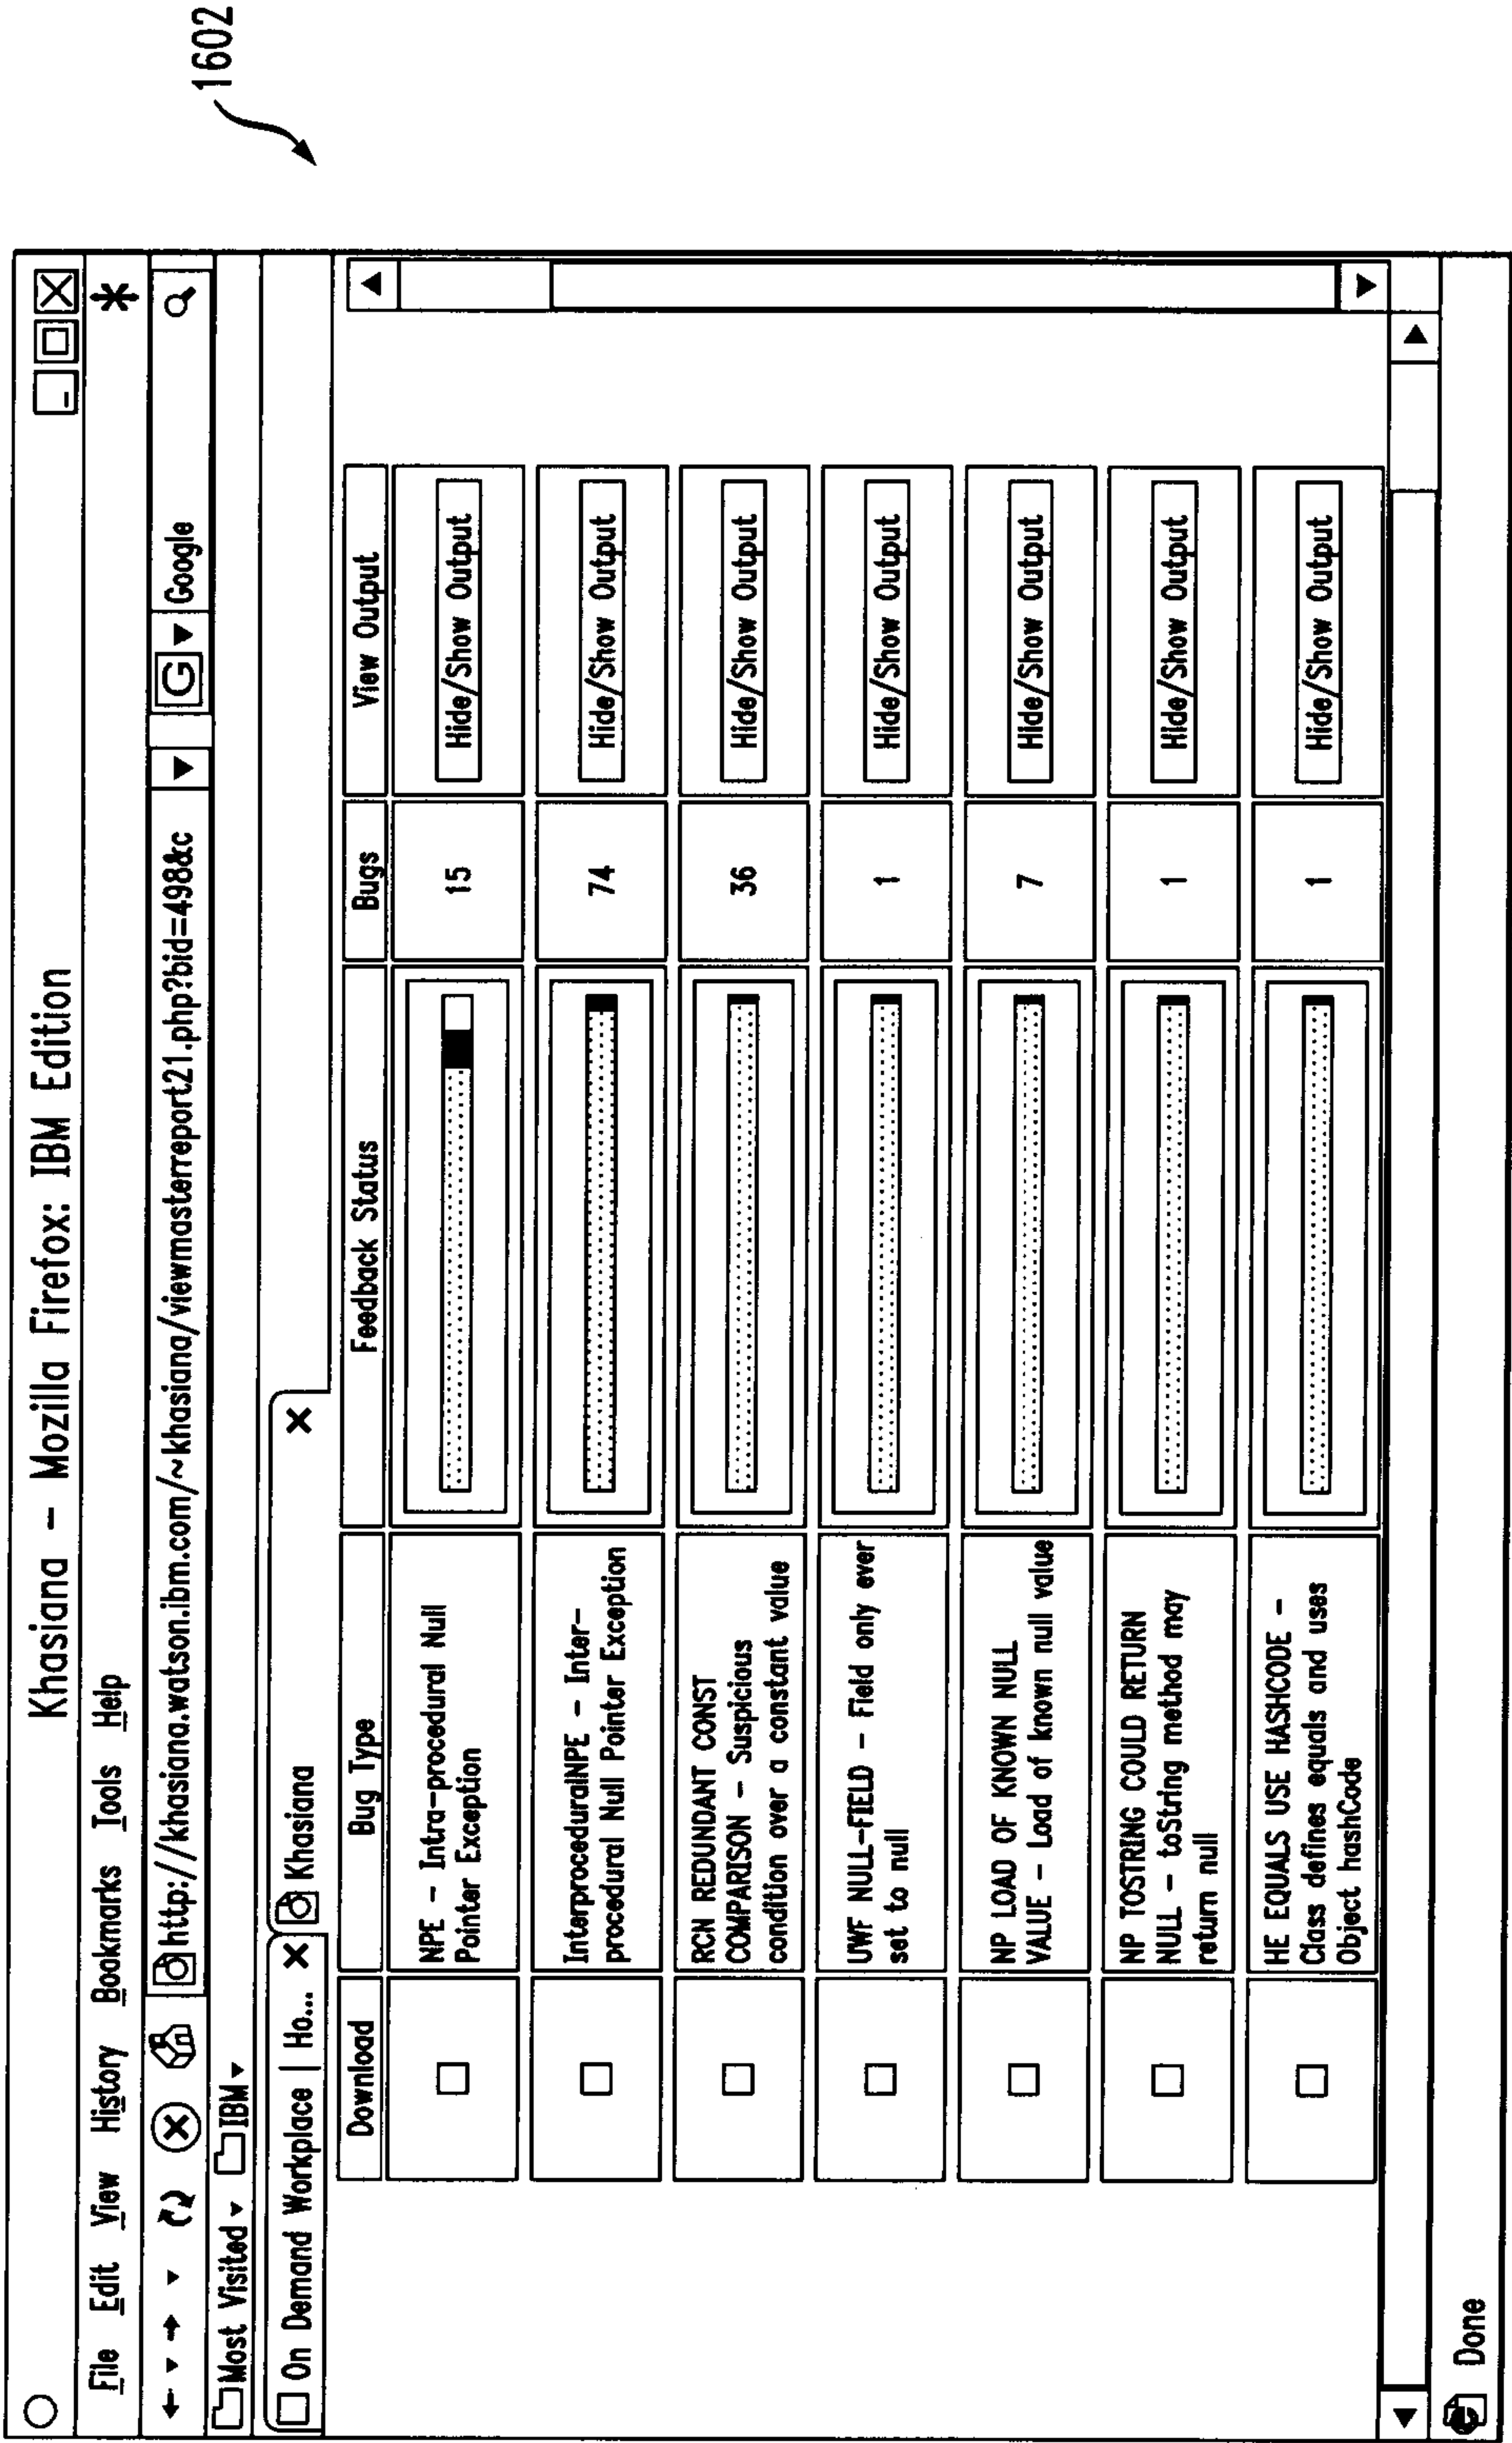 1602
Khasiana – Mozilla Firefox: IBM Edition
File Edit View History Bookmarks Tools Help
http://khasiana.watson.ibm.com/~khasiana/viewmasterreport21.php?bid=498&c
G Google
Most Visited IBM
On Demand Workplace | Ho... Khasiana
Download Bug Type Feedback Status Bugs View Output
NPE – Intra-procedural Null
Pointer Exception
15
Hide/Show Output
InterproceduralNPE – Inter-
procedural Null Pointer Exception
74
Hide/Show Output
RCN REDUNDANT CONST
COMPARISON – Suspicious
condition over a constant value
36
Hide/Show Output
UWF NULL-FIELD – Field only ever
set to null
1
Hide/Show Output
NP LOAD OF KNOWN NULL
VALUE – Load of known null value
7
Hide/Show Output
NP TOSTRING COULD RETURN
NULL – toString method may
return null
1
Hide/Show Output
HE EQUALS USE HASHCODE –
Class defines equals and uses
Object hashCode
1
Hide/Show Output
Done